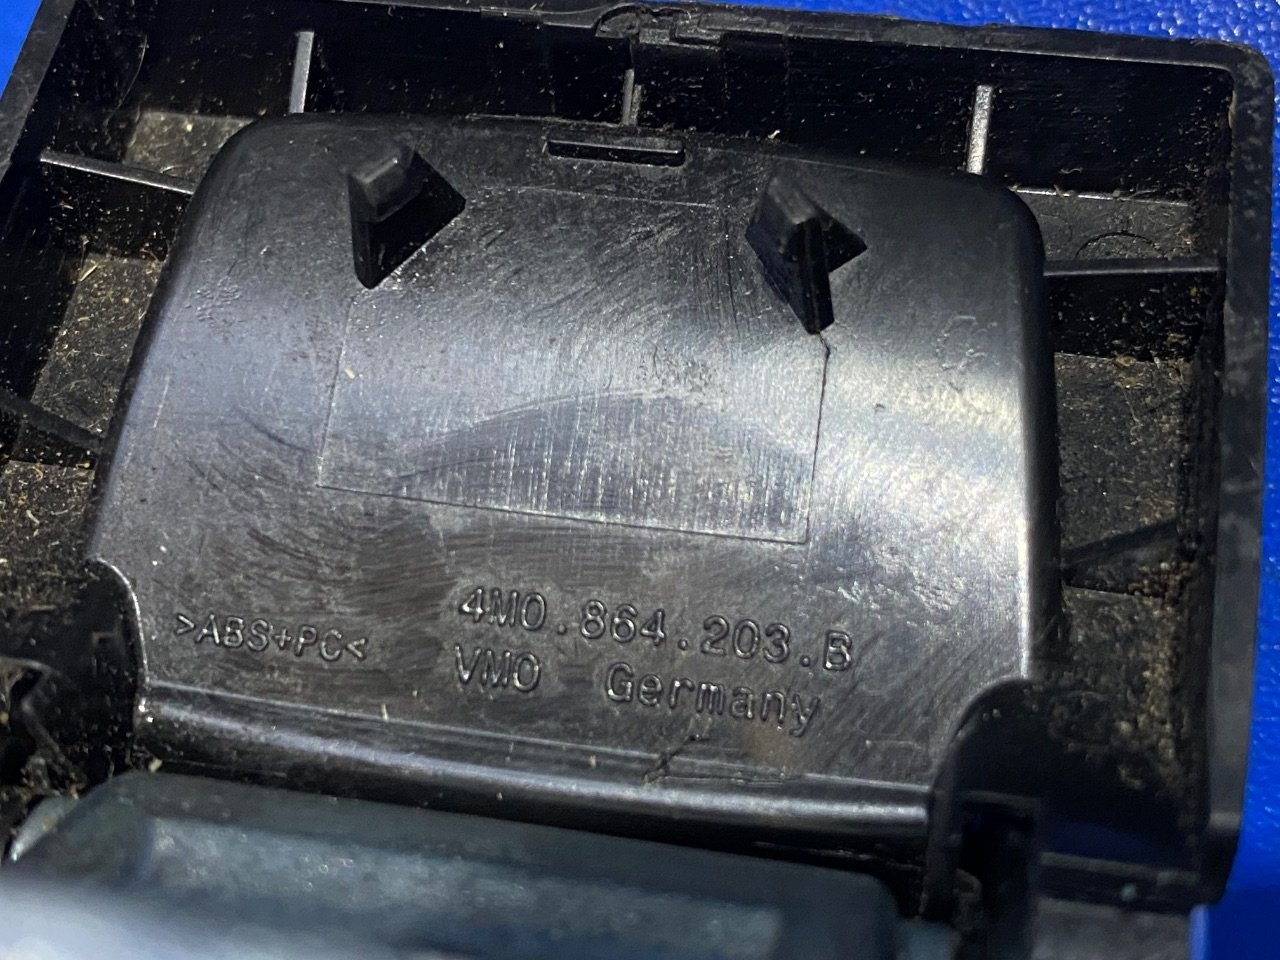 >ABS+PC<
4M0.864.203.B
VMO Germany